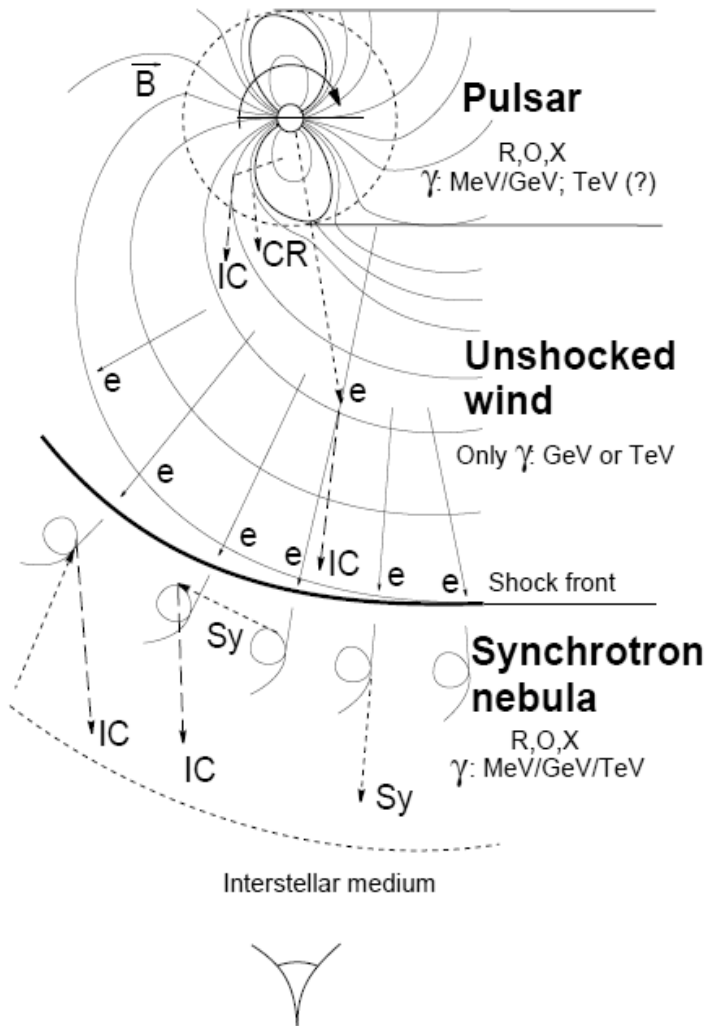 B
Pulsar
R,O,X
γ: MeV/GeV; TeV (?)
CR
IC
Unshocked
wind
e
e
Only γ: GeV or TeV
e
e
e
IC
e
e
Shock front
Sy
Synchrotron
nebula
IC
R,O,X
IC
γ: MeV/GeV/TeV
Sy
Interstellar medium